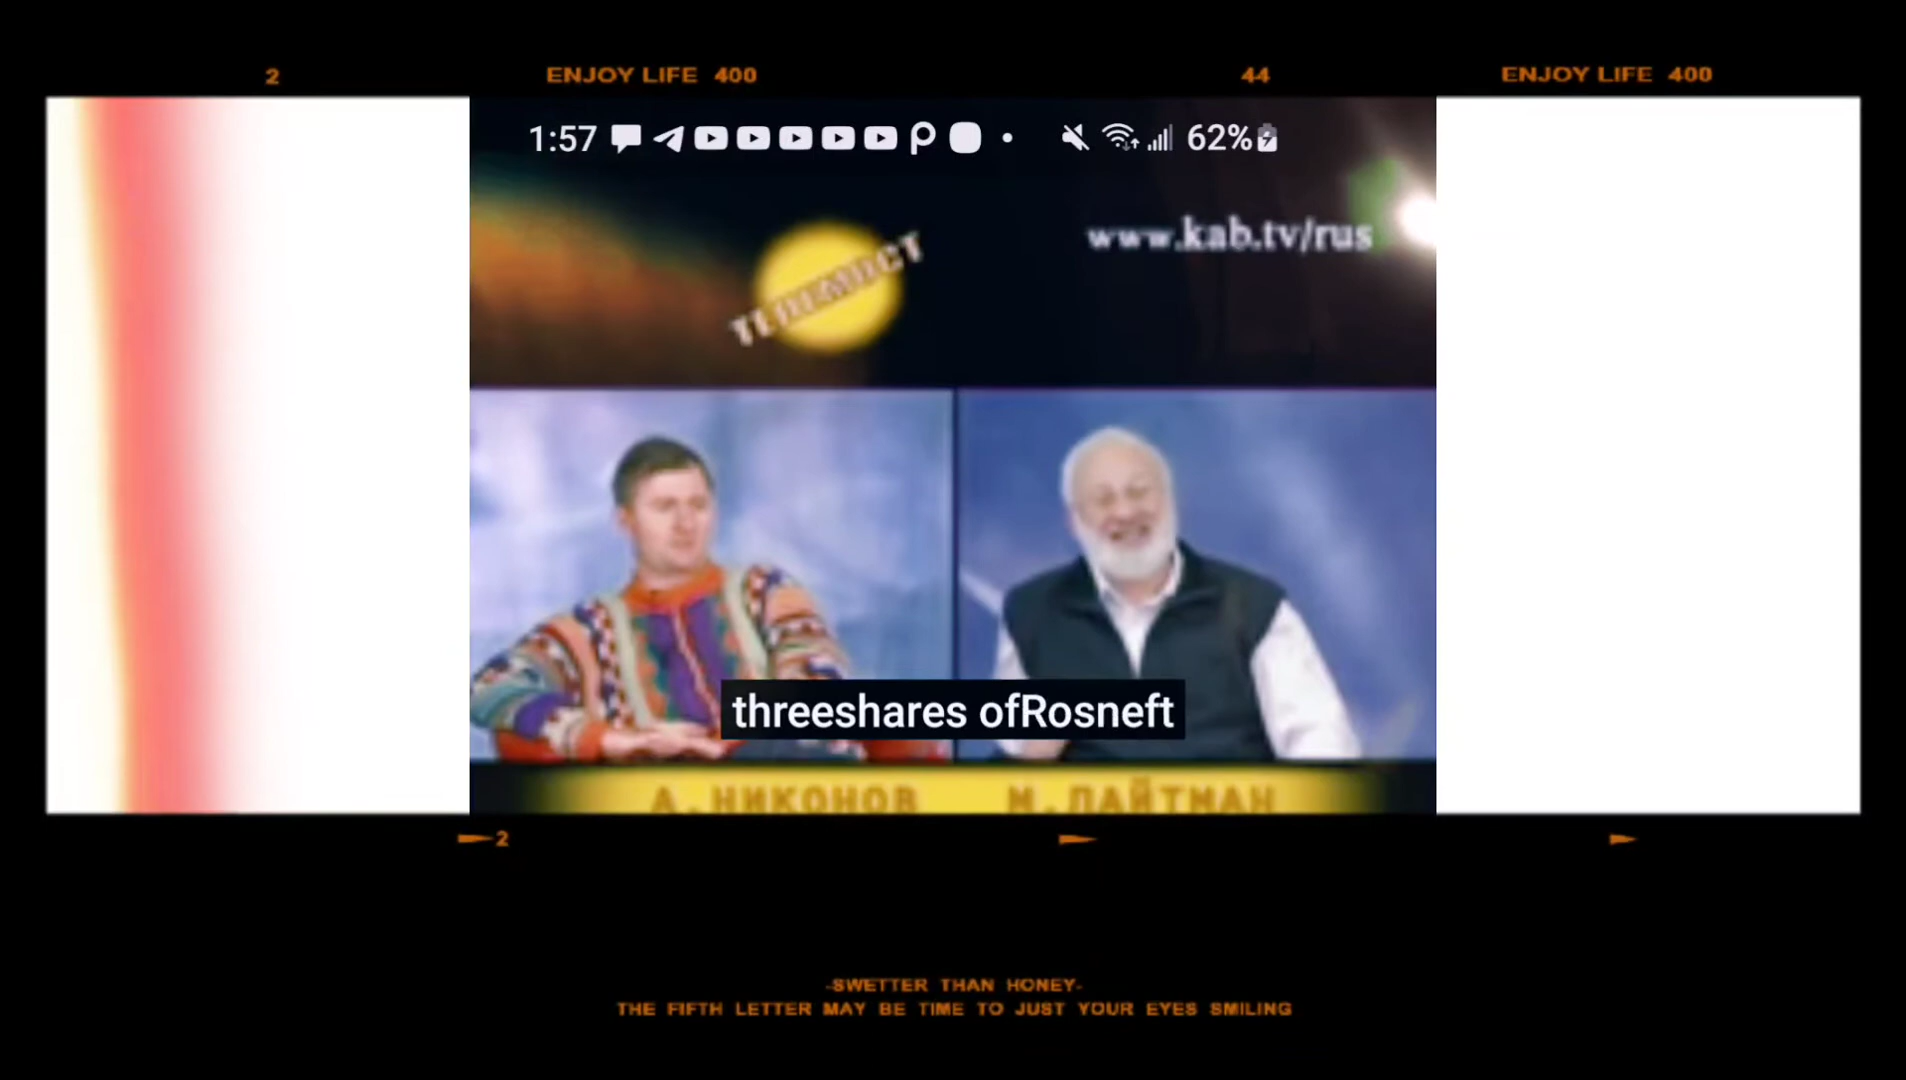 2 ENJOY LIFE 400 44 ENJOY LIFE 400
1:57 62%
www.kab.tv/rus
ТЕЛЕМОСТ
threeshares ofRosneft
А.НИКОНОВ М.ЛАЙТМАН
2
-SWETTER THAN HONEY-
THE FIFTH LETTER MAY BE TIME TO JUST YOUR EYES SMILING